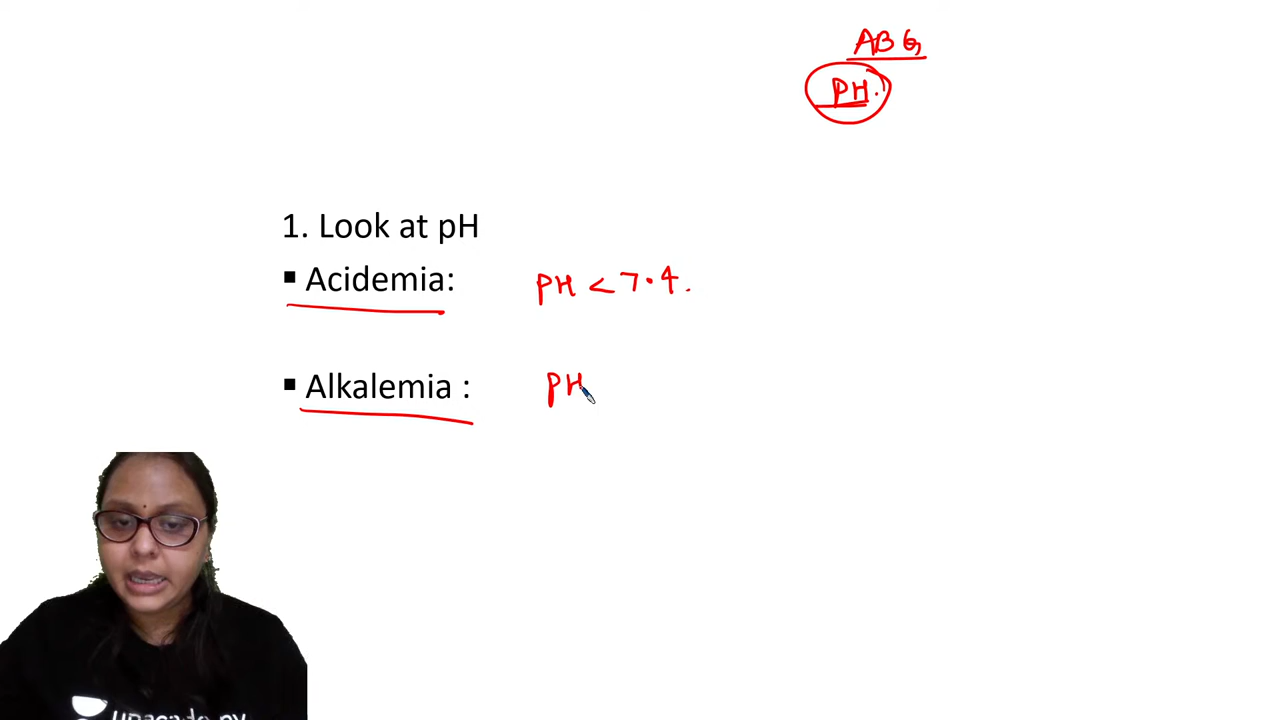 ABG
PH.
1. Look at pH
▪ Acidemia: PH < 7.4.
▪ Alkalemia : PH